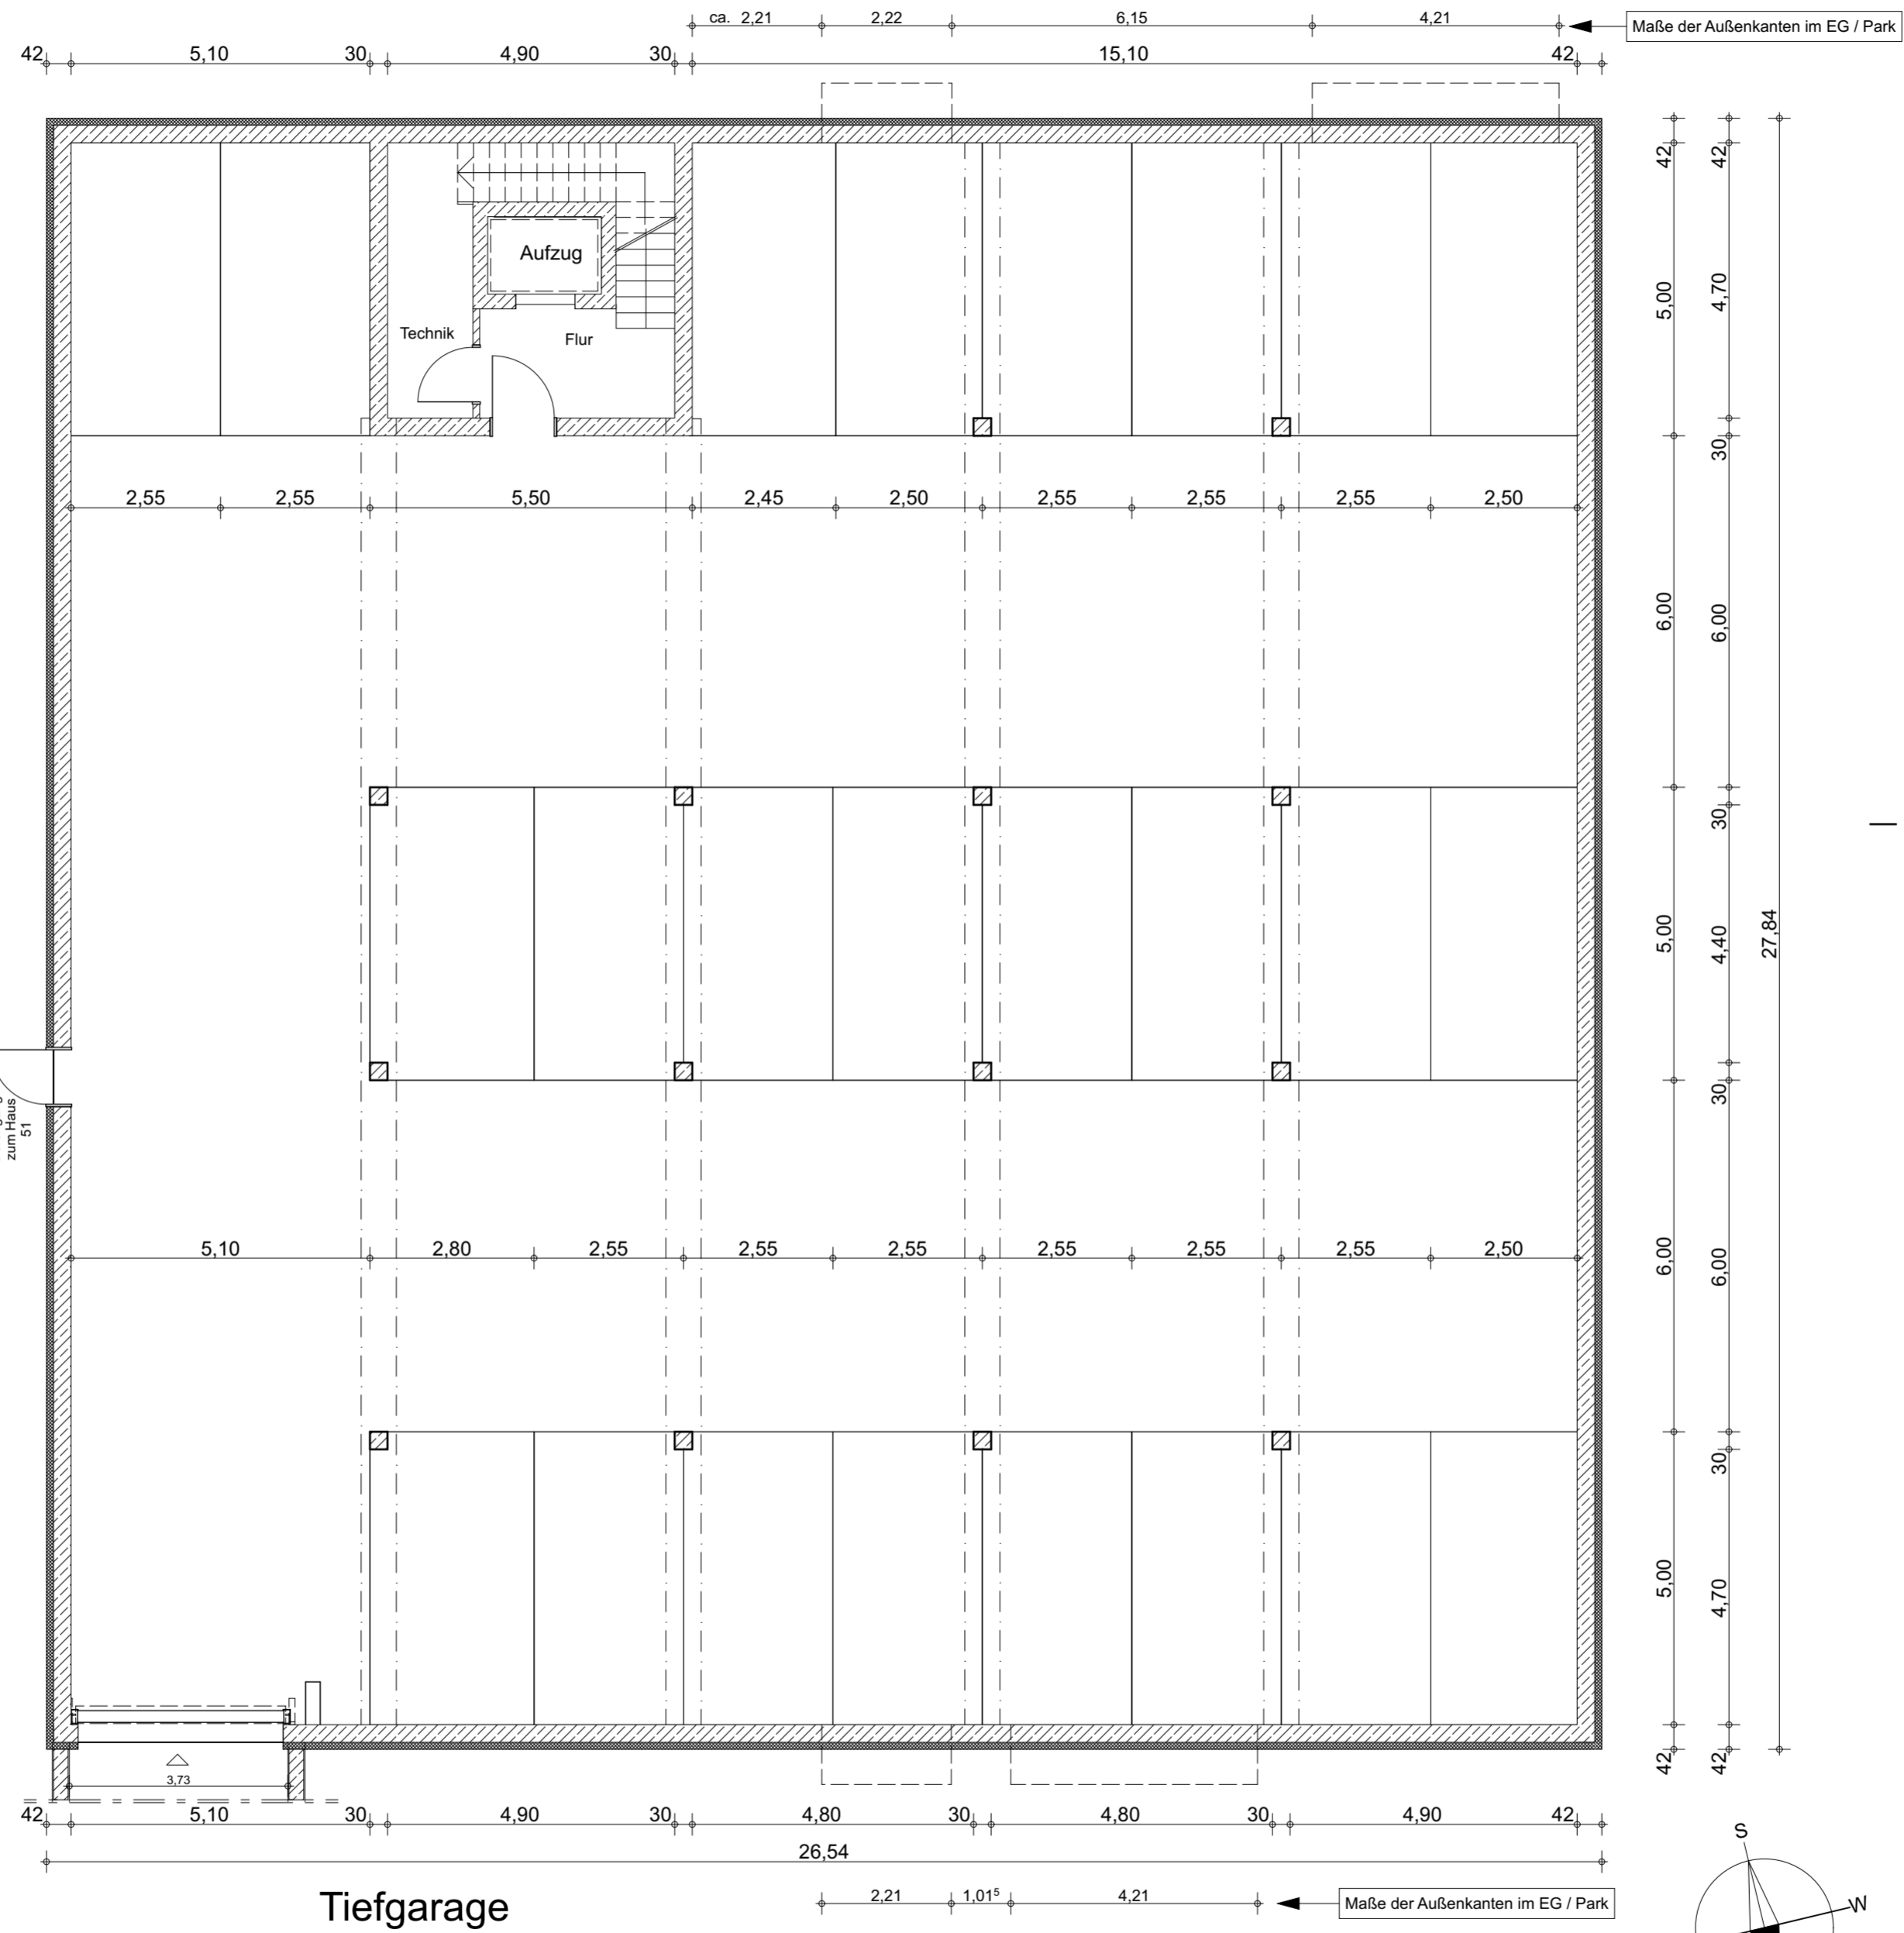 ca. 2,21 2,22 6,15 4,21 Maße der Außenkanten im EG / Park
42 5,10 30 4,90 30 15,10 42
Aufzug
Technik Flur
2,55 2,55 5,50 2,45 2,50 2,55 2,55 2,55 2,50
zum Haus
51
5,10 2,80 2,55 2,55 2,55 2,55 2,55 2,55 2,50
42 5,00 6,00 5,00 6,00 5,00 42
42 4,70 30 6,00 30 4,40 30 6,00 30 4,70 42
27,84
3,73
42 5,10 30 4,90 30 4,80 30 4,80 30 4,90 42
26,54
Tiefgarage
2,21 1,01⁵ 4,21 Maße der Außenkanten im EG / Park
S
W